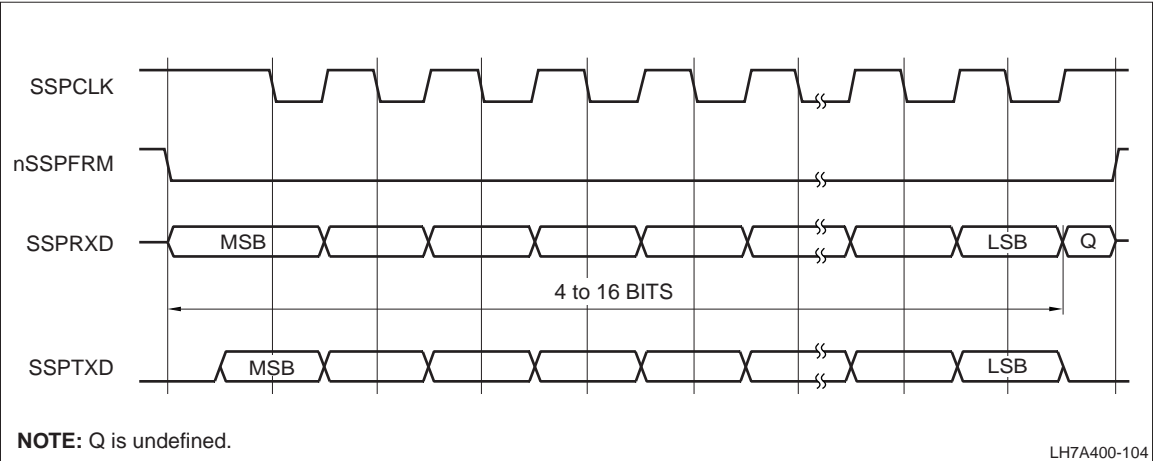 SSPCLK
nSSPFRM
SSPRXD
MSB
LSB
Q
4 to 16 BITS
SSPTXD
MSB
LSB
NOTE: Q is undefined.
LH7A400-104